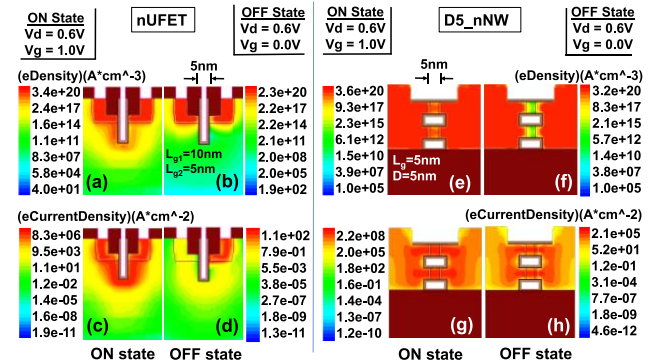 ON State
Vd = 0.6V
Vg = 1.0V
nUFET
OFF State
Vd = 0.6V
Vg = 0.0V
ON State
Vd = 0.6V
Vg = 1.0V
D5_nNW
OFF State
Vd = 0.6V
Vg = 0.0V
(eDensity)(A*cm^-3)
5nm
3.4e+20
9.3e+17
1.6e+14
1.1e+11
8.3e+07
5.8e+04
4.0e+01
(a)
(b)
Lg1=10nm
Lg2=5nm
2.3e+20
2.2e+17
2.2e+14
2.1e+11
2.0e+08
2.0e+05
1.9e+02
5nm
(eDensity)(A*cm^-3)
3.6e+20
9.3e+17
2.3e+15
6.1e+12
1.5e+10
3.9e+07
1.0e+05
Lg=5nm
D=5nm
(e)
(f)
3.2e+20
8.3e+17
2.1e+15
5.7e+12
1.5e+10
3.8e+07
1.0e+05
(eCurrentDensity)(A*cm^-2)
8.3e+06
9.5e+03
1.1e+01
1.2e-02
1.4e-05
1.6e-08
1.9e-11
(c)
(d)
1.1e+02
7.9e-01
5.5e-03
3.8e-05
2.7e-07
1.9e-09
1.3e-11
(eCurrentDensity)(A*cm^-2)
2.2e+08
2.0e+05
1.8e+02
1.6e-01
1.4e-04
1.3e-07
1.2e-10
(g)
(h)
2.1e+05
5.2e+01
1.2e-01
3.1e-04
7.7e-07
1.8e-09
4.6e-12
ON state
OFF state
ON state
OFF state